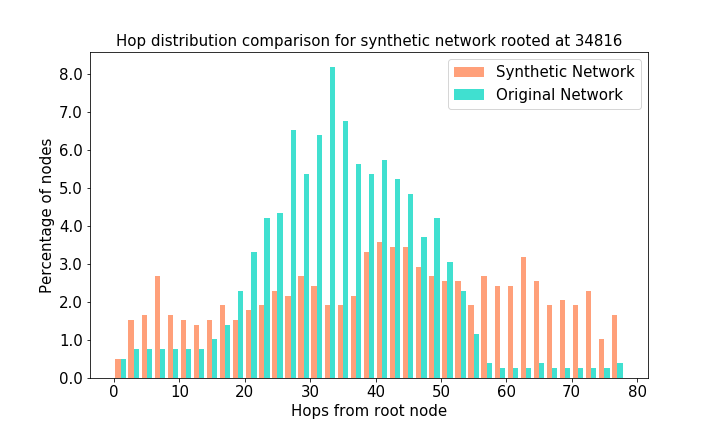 Hop distribution comparison for synthetic network rooted at 34816
Synthetic Network
Original Network
Percentage of nodes
8.0
7.0
6.0
5.0
4.0
3.0
2.0
1.0
0.0
0 10 20 30 40 50 60 70 80
Hops from root node